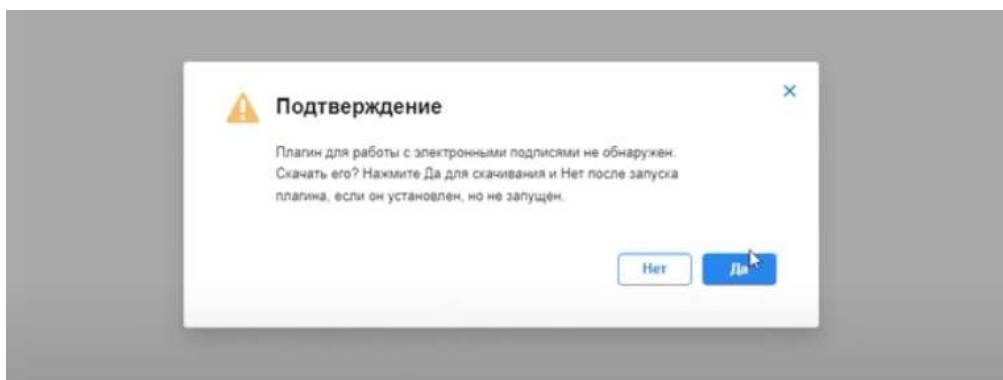 Подтверждение
Плагин для работы с электронными подписями не обнаружен.
Скачать его? Нажмите Да для скачивания и Нет после запуска
плагина, если он установлен, но не запущен.
Нет
Да